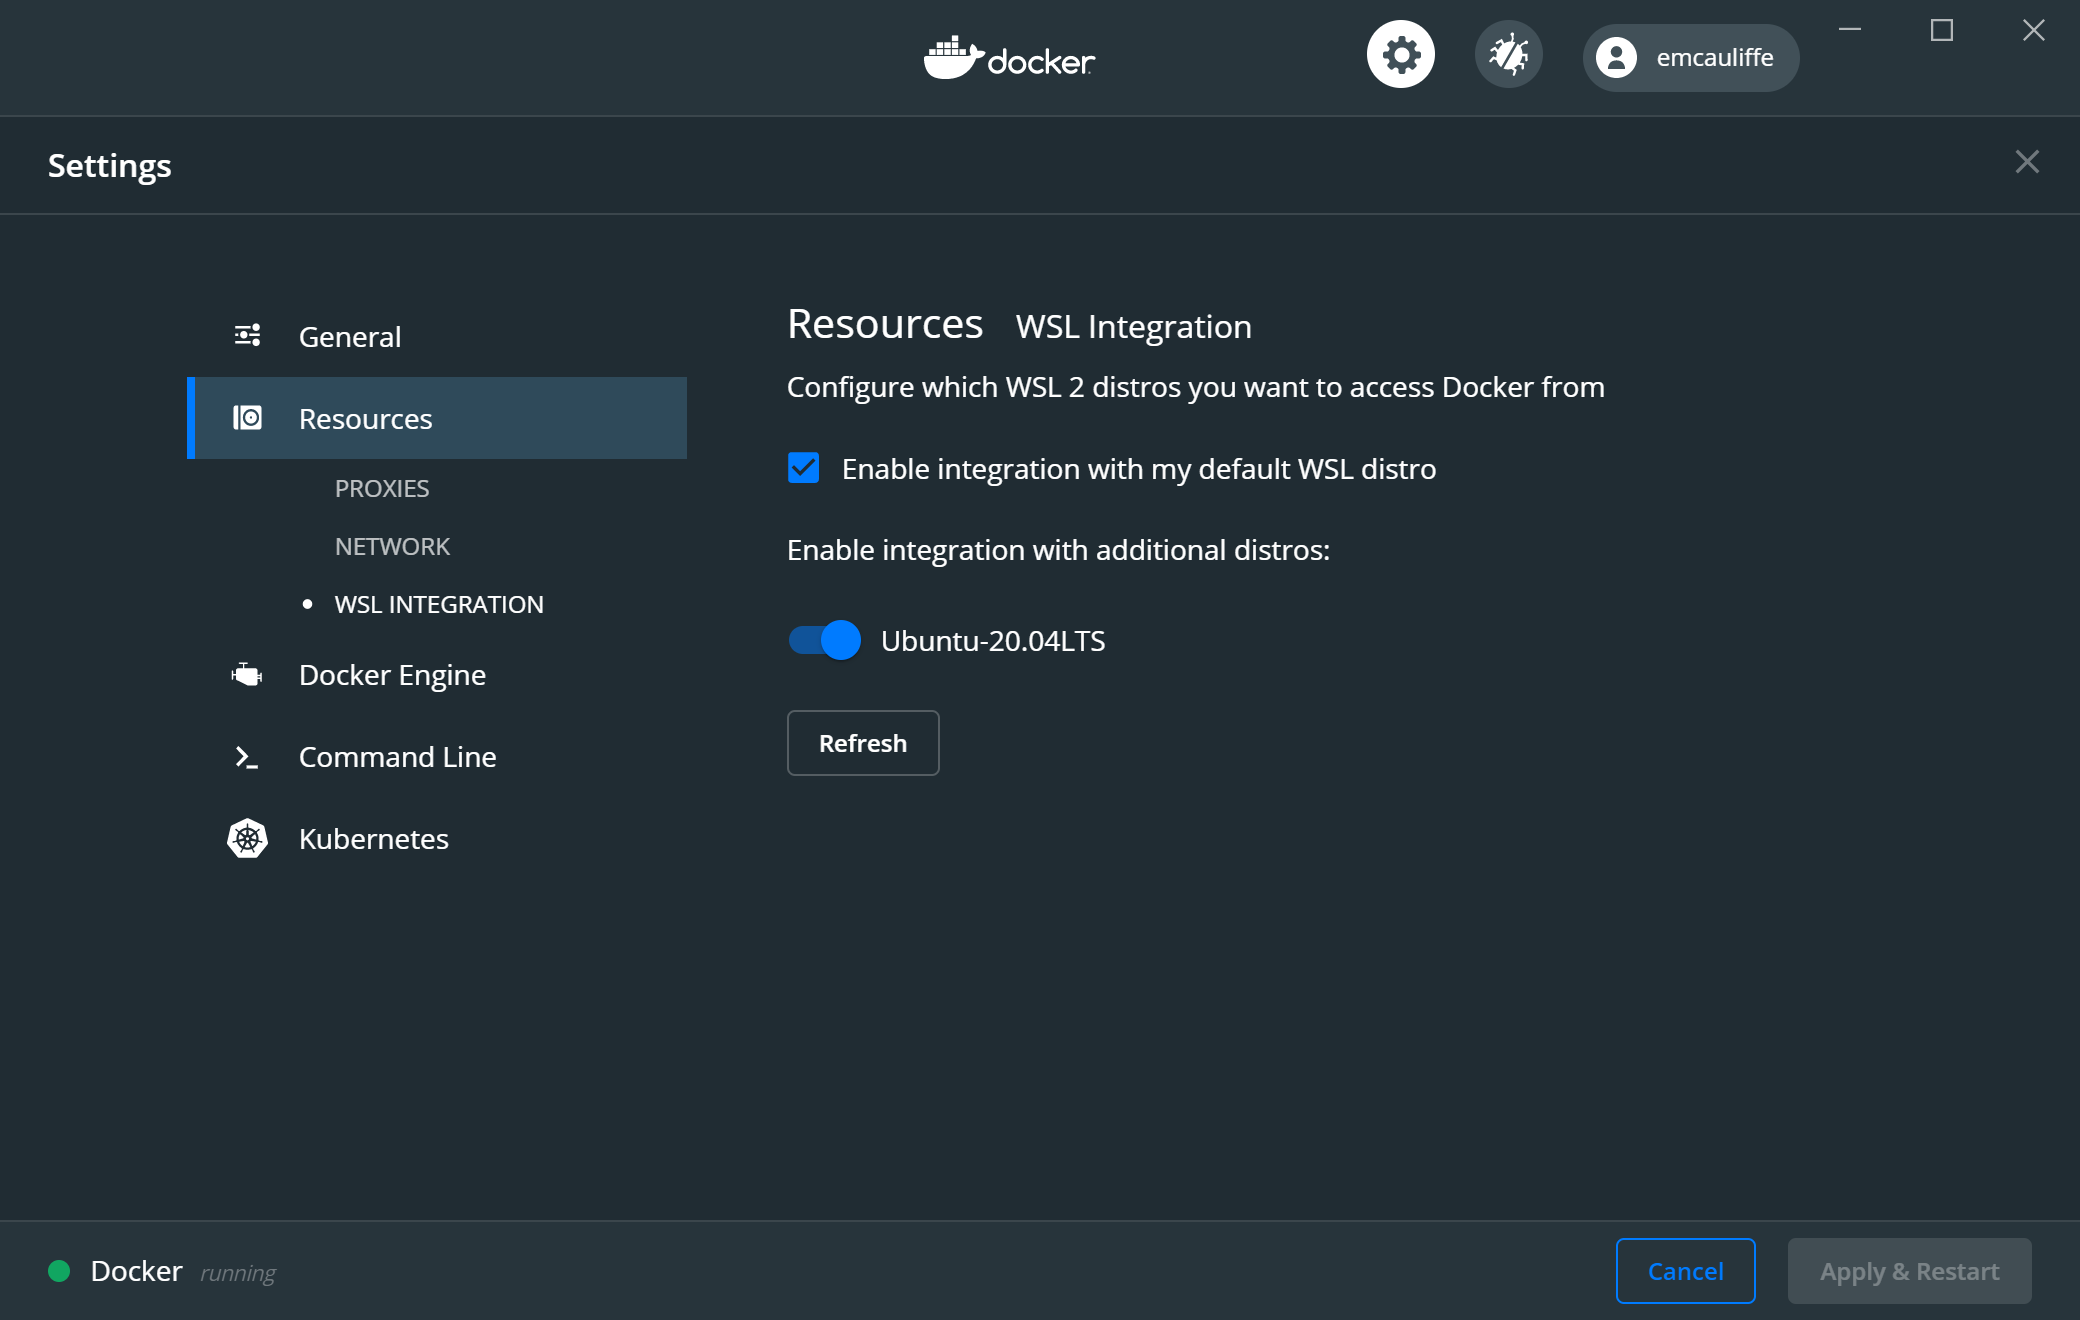 docker
emcauliffe
Settings
General
Resources
PROXIES
NETWORK
WSL INTEGRATION
Docker Engine
Command Line
Kubernetes
Resources WSL Integration
Configure which WSL 2 distros you want to access Docker from
Enable integration with my default WSL distro
Enable integration with additional distros:
Ubuntu-20.04LTS
Refresh
Docker running
Cancel
Apply & Restart